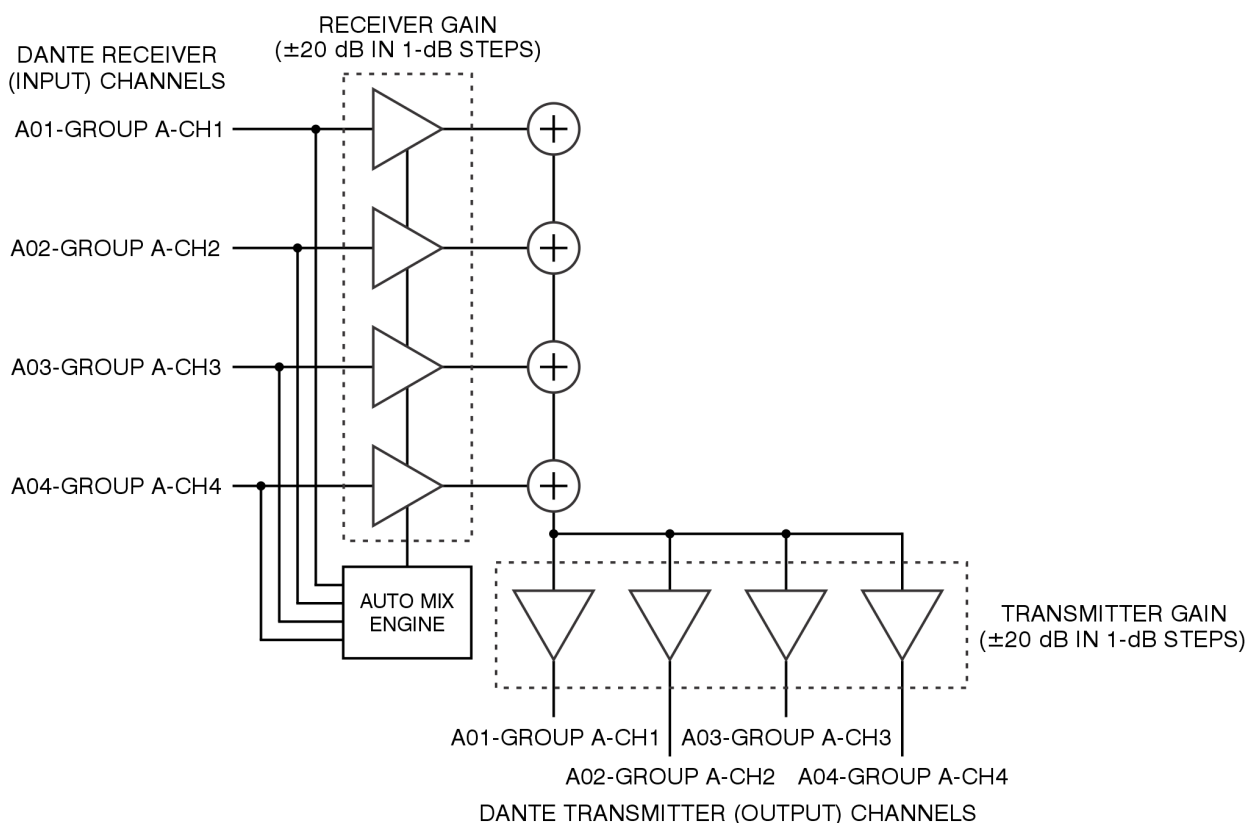 RECEIVER GAIN
(±20 dB IN 1-dB STEPS)
DANTE RECEIVER
(INPUT) CHANNELS
A01-GROUP A-CH1
A02-GROUP A-CH2
A03-GROUP A-CH3
A04-GROUP A-CH4
AUTO MIX
ENGINE
TRANSMITTER GAIN
(±20 dB IN 1-dB STEPS)
A01-GROUP A-CH1 A03-GROUP A-CH3
A02-GROUP A-CH2 A04-GROUP A-CH4
DANTE TRANSMITTER (OUTPUT) CHANNELS